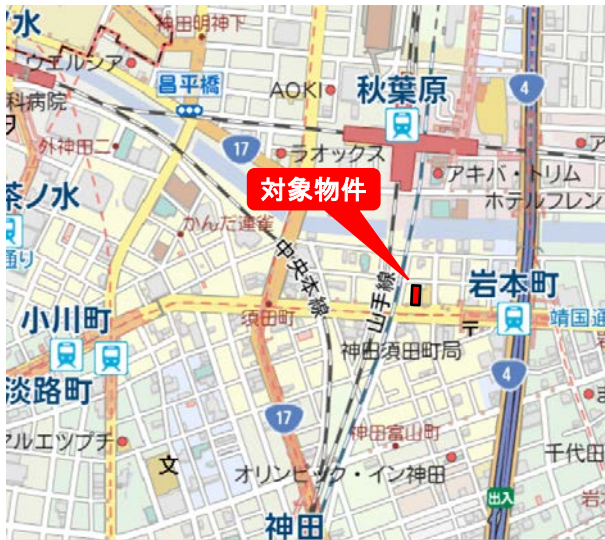 ノ水
神田明神下
ウエルシア
昌平橋
AOKI
秋葉原
4
科病院
ヲ
外神田二
17
ラオックス
ア
アキバ・トリム
ホテルフレン
茶ノ水
対象物件
かんだ連雀
通り
中央本線
山手線
岩本町
小川町
須田町
靖国通
神田須田町局
淡路町
4
17
マルエツプチ
神田富山町
千代田
文
オリンピック・イン神田
出入
岩
神田